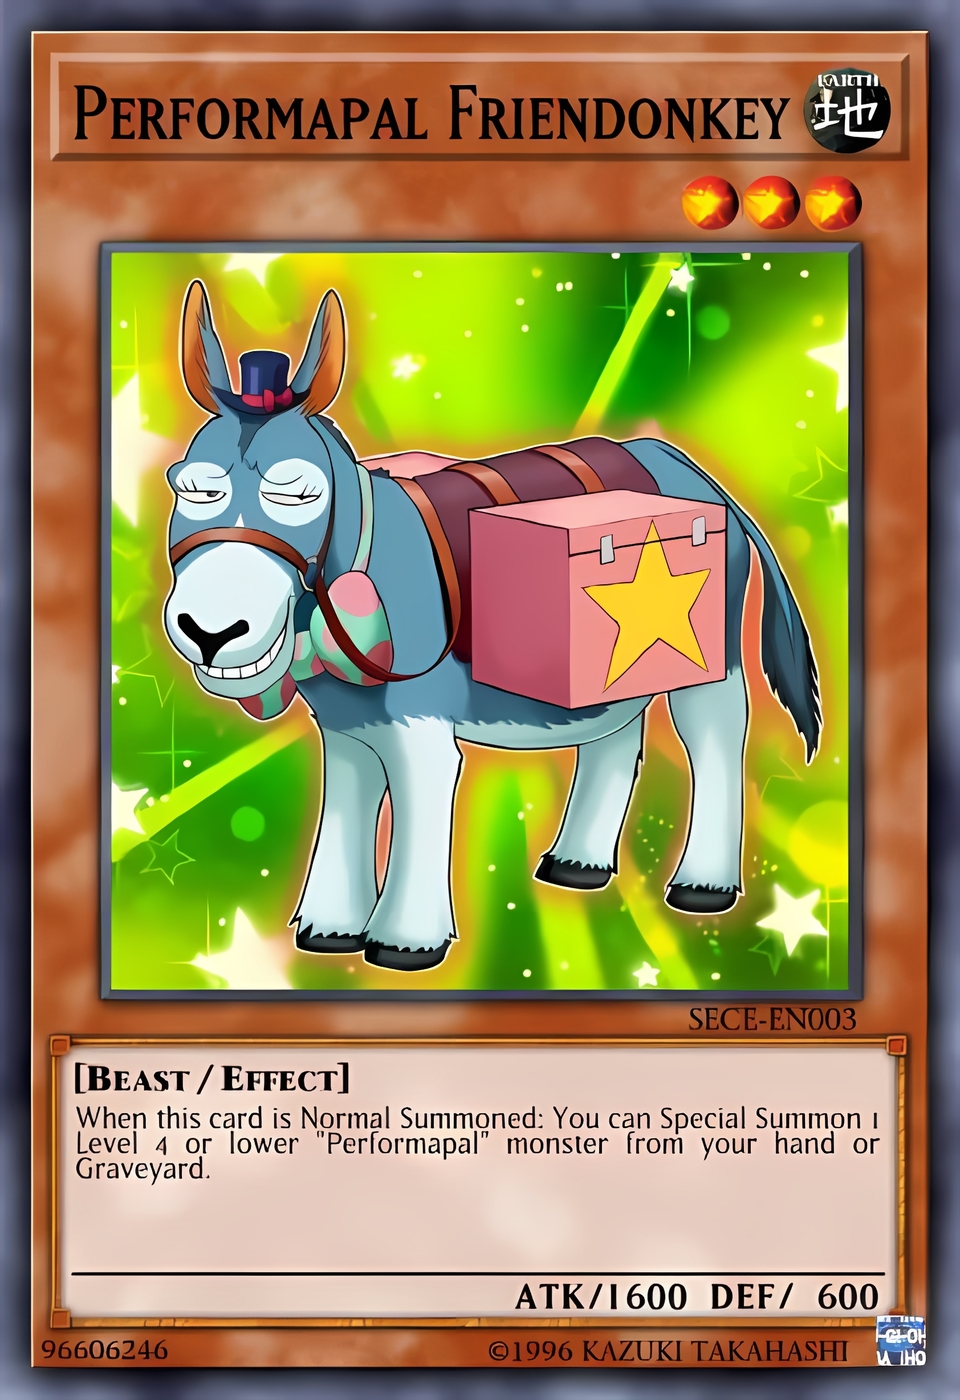 PERFORMAPAL FRIENDONKEY
EARTH
地
SECE-EN003
[BEAST / EFFECT]
When this card is Normal Summoned: You can Special Summon 1
Level 4 or lower "Performapal" monster from your hand or
Graveyard.
ATK/1600 DEF/ 600
96606246
©1996 KAZUKI TAKAHASHI